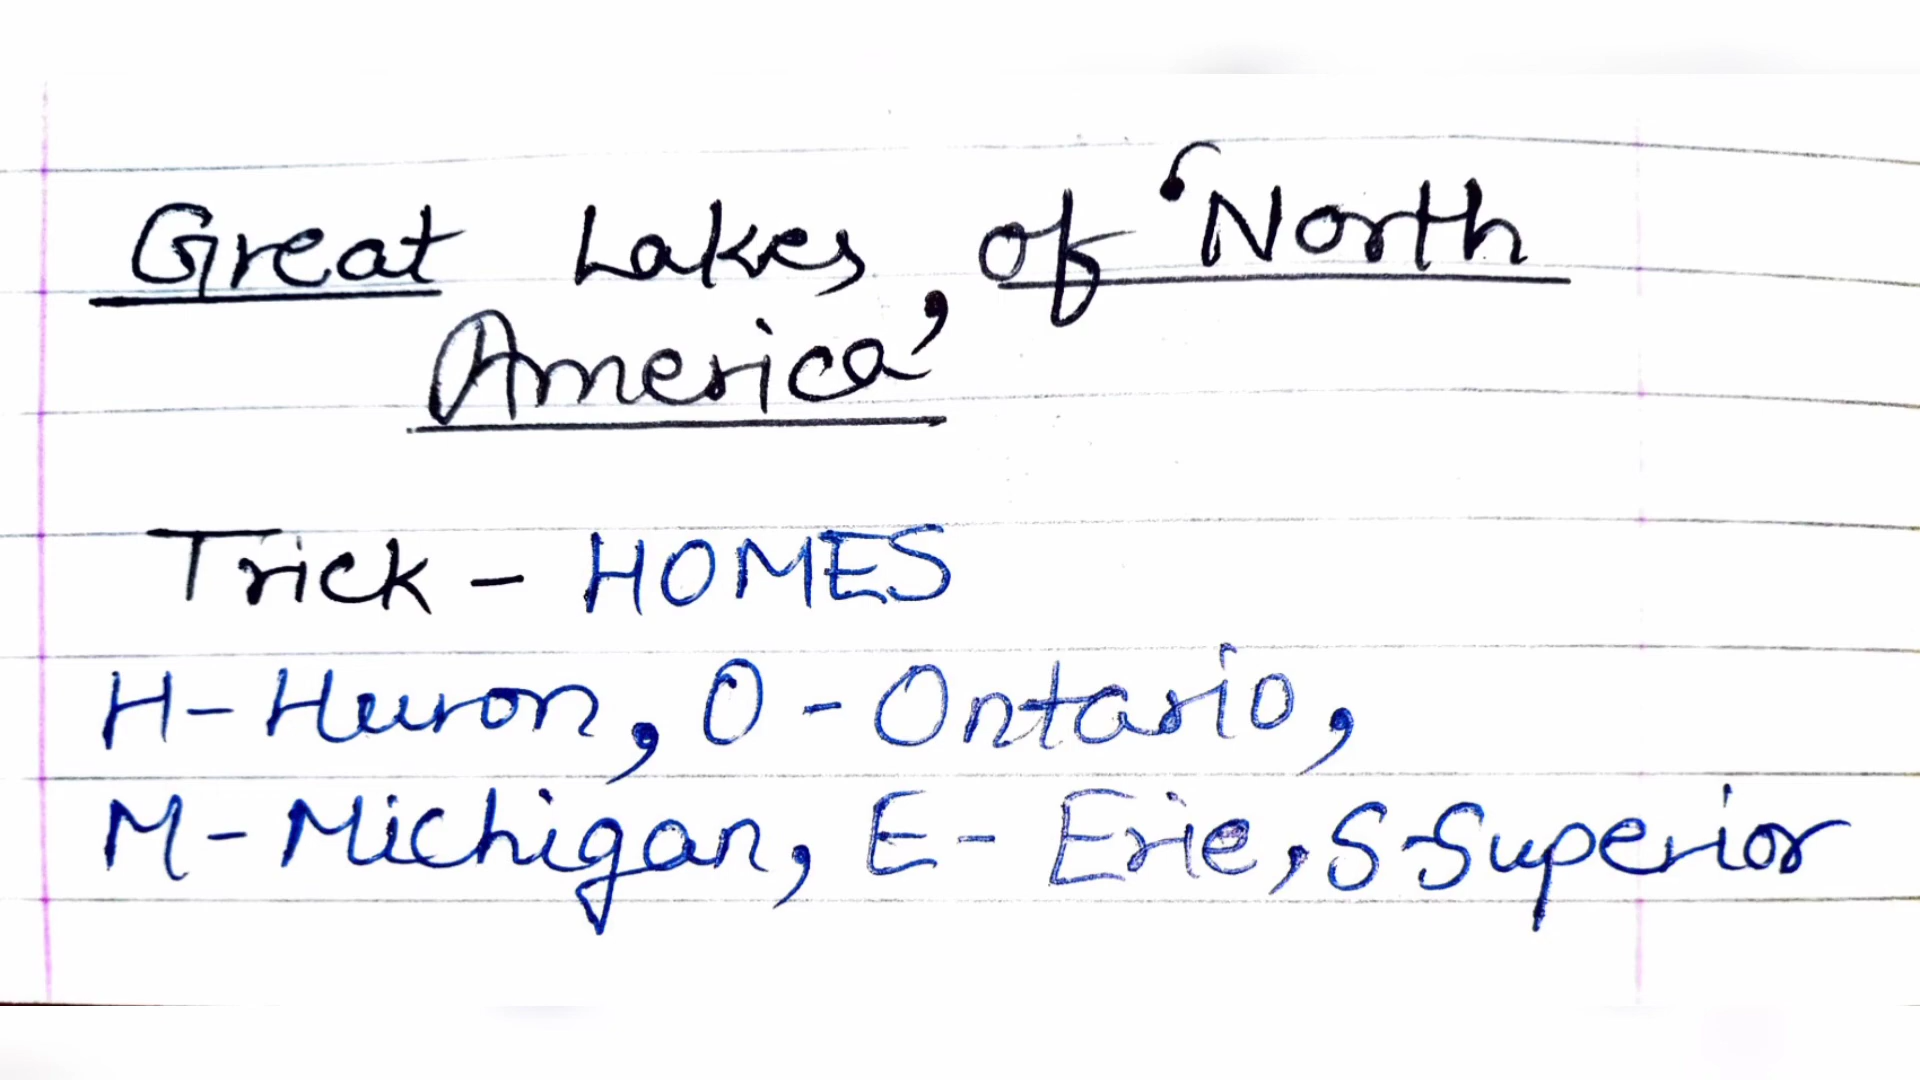 Great Lakes of 'North
America'
Trick - HOMES
H- Huron, O - Ontario,
M - Michigan, E - Erie, S-Superior